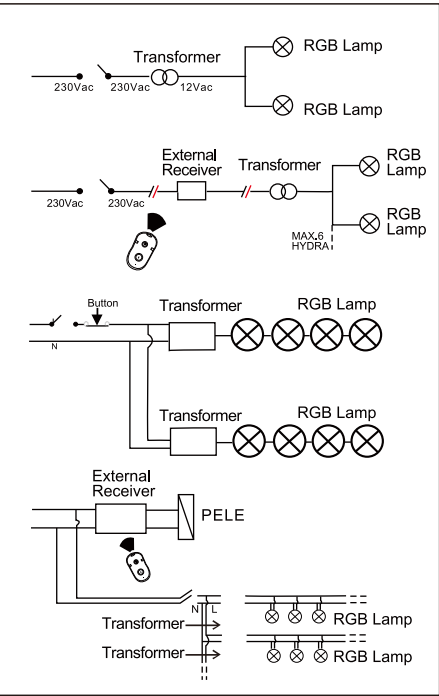 Transformer
RGB Lamp
230Vac 230Vac 12Vac
RGB Lamp
External
Receiver
Transformer
RGB
Lamp
230Vac 230Vac
RGB
Lamp
MAX.6
HYDRA
Button
Transformer
RGB Lamp
L
N
Transformer
RGB Lamp
External
Receiver
PELE
N L
Transformer
RGB Lamp
Transformer
RGB Lamp